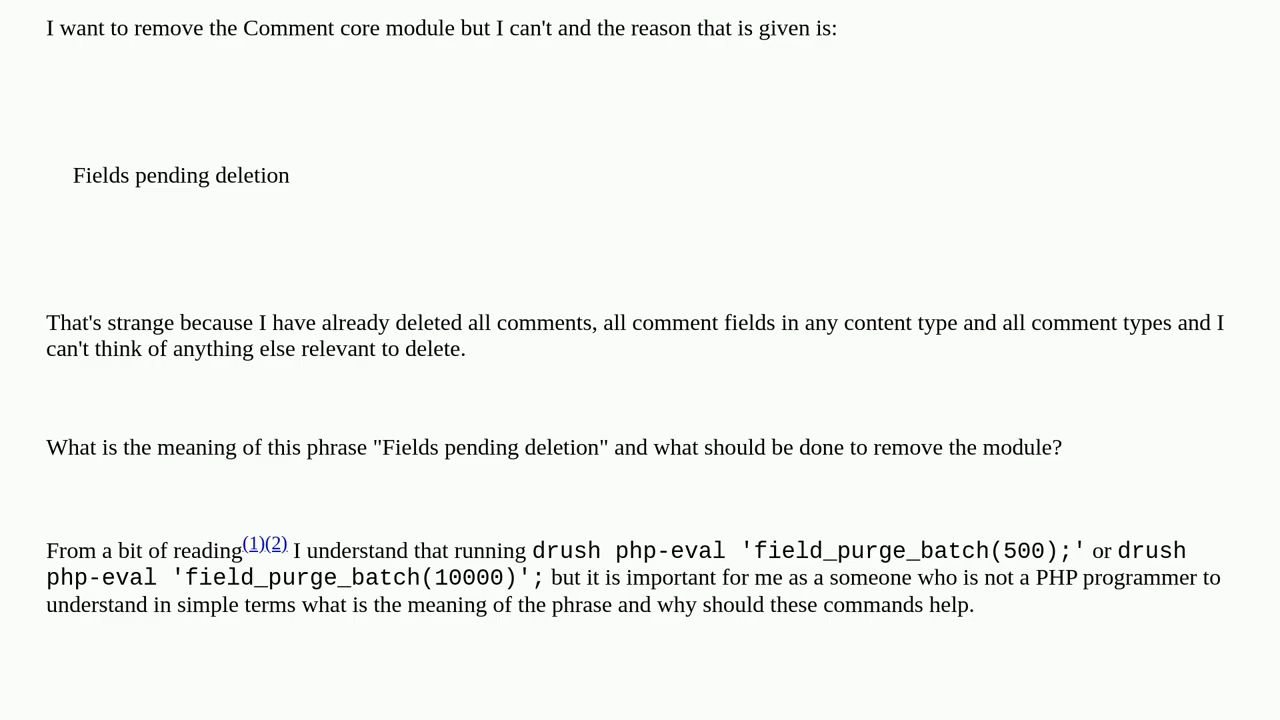 I want to remove the Comment core module but I can't and the reason that is given is:
Fields pending deletion
That's strange because I have already deleted all comments, all comment fields in any content type and all comment types and I
can't think of anything else relevant to delete.
What is the meaning of this phrase "Fields pending deletion" and what should be done to remove the module?
From a bit of reading(1)(2) I understand that running drush php-eval 'field_purge_batch(500);' or drush
php-eval 'field_purge_batch(10000)'; but it is important for me as a someone who is not a PHP programmer to
understand in simple terms what is the meaning of the phrase and why should these commands help.